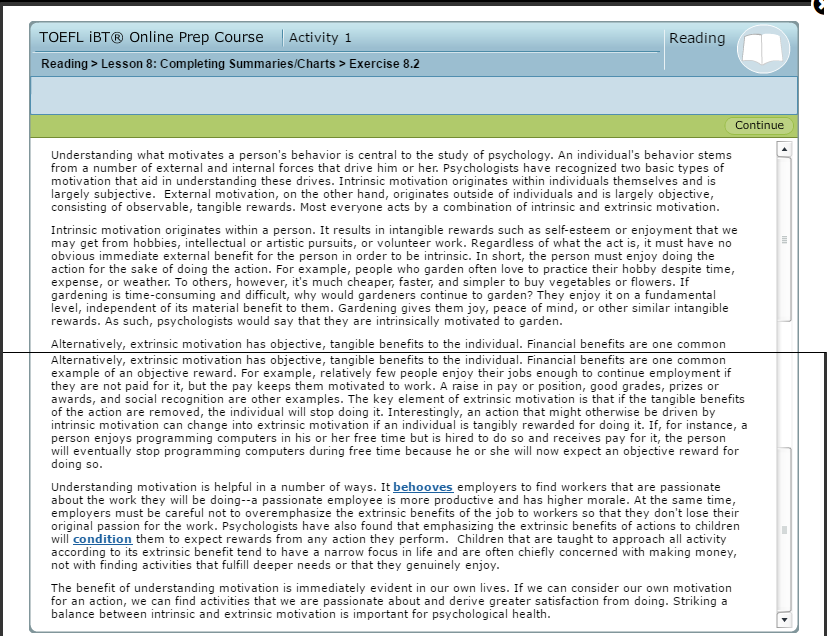 TOEFL iBT® Online Prep Course
Activity 1
Reading
Reading > Lesson 8: Completing Summaries/Charts > Exercise 8.2
Continue
Understanding what motivates a person's behavior is central to the study of psychology. An individual's behavior stems
from a number of external and internal forces that drive him or her. Psychologists have recognized two basic types of
motivation that aid in understanding these drives. Intrinsic motivation originates within individuals themselves and is
largely subjective.  External motivation, on the other hand, originates outside of individuals and is largely objective,
consisting of observable, tangible rewards. Most everyone acts by a combination of intrinsic and extrinsic motivation.
Intrinsic motivation originates within a person. It results in intangible rewards such as self-esteem or enjoyment that we
may get from hobbies, intellectual or artistic pursuits, or volunteer work. Regardless of what the act is, it must have no
obvious immediate external benefit for the person in order to be intrinsic. In short, the person must enjoy doing the
action for the sake of doing the action. For example, people who garden often love to practice their hobby despite time,
expense, or weather. To others, however, it's much cheaper, faster, and simpler to buy vegetables or flowers. If
gardening is time-consuming and difficult, why would gardeners continue to garden? They enjoy it on a fundamental
level, independent of its material benefit to them. Gardening gives them joy, peace of mind, or other similar intangible
rewards. As such, psychologists would say that they are intrinsically motivated to garden.
Alternatively, extrinsic motivation has objective, tangible benefits to the individual. Financial benefits are one common
Alternatively, extrinsic motivation has objective, tangible benefits to the individual. Financial benefits are one common
example of an objective reward. For example, relatively few people enjoy their jobs enough to continue employment if
they are not paid for it, but the pay keeps them motivated to work. A raise in pay or position, good grades, prizes or
awards, and social recognition are other examples. The key element of extrinsic motivation is that if the tangible benefits
of the action are removed, the individual will stop doing it. Interestingly, an action that might otherwise be driven by
intrinsic motivation can change into extrinsic motivation if an individual is tangibly rewarded for doing it. If, for instance, a
person enjoys programming computers in his or her free time but is hired to do so and receives pay for it, the person
will eventually stop programming computers during free time because he or she will now expect an objective reward for
doing so.
Understanding motivation is helpful in a number of ways. It behooves employers to find workers that are passionate
about the work they will be doing--a passionate employee is more productive and has higher morale. At the same time,
employers must be careful not to overemphasize the extrinsic benefits of the job to workers so that they don't lose their
original passion for the work. Psychologists have also found that emphasizing the extrinsic benefits of actions to children
will condition them to expect rewards from any action they perform.  Children that are taught to approach all activity
according to its extrinsic benefit tend to have a narrow focus in life and are often chiefly concerned with making money,
not with finding activities that fulfill deeper needs or that they genuinely enjoy.
The benefit of understanding motivation is immediately evident in our own lives. If we can consider our own motivation
for an action, we can find activities that we are passionate about and derive greater satisfaction from doing. Striking a
balance between intrinsic and extrinsic motivation is important for psychological health.